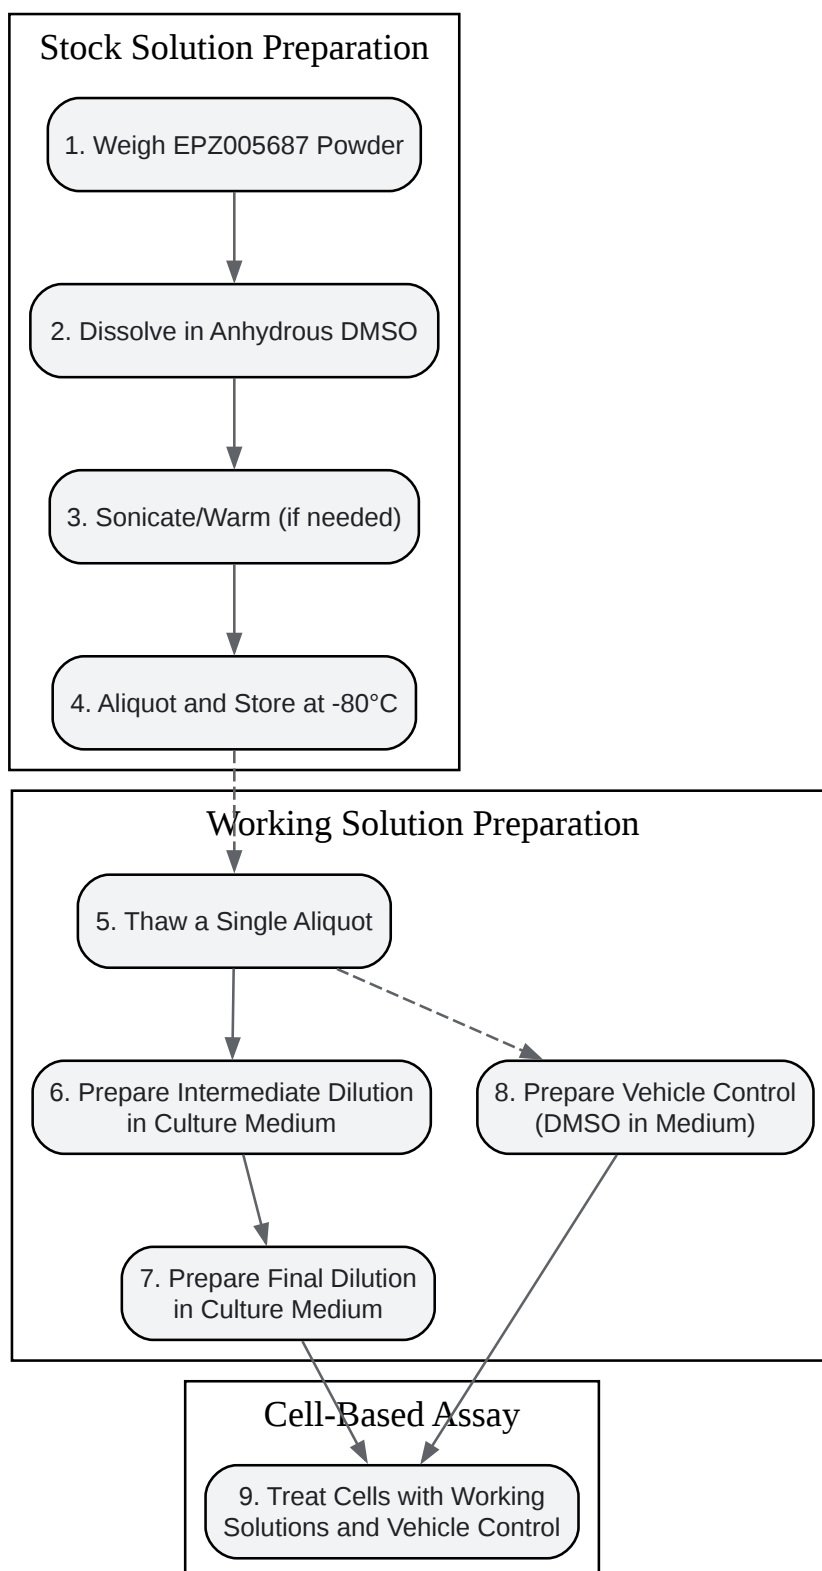 Stock Solution Preparation
1. Weigh EPZ005687 Powder
2. Dissolve in Anhydrous DMSO
3. Sonicate/Warm (if needed)
4. Aliquot and Store at -80°C
Working Solution Preparation
5. Thaw a Single Aliquot
6. Prepare Intermediate Dilution
in Culture Medium
8. Prepare Vehicle Control
(DMSO in Medium)
7. Prepare Final Dilution
in Culture Medium
Cell-Based Assay
9. Treat Cells with Working
Solutions and Vehicle Control